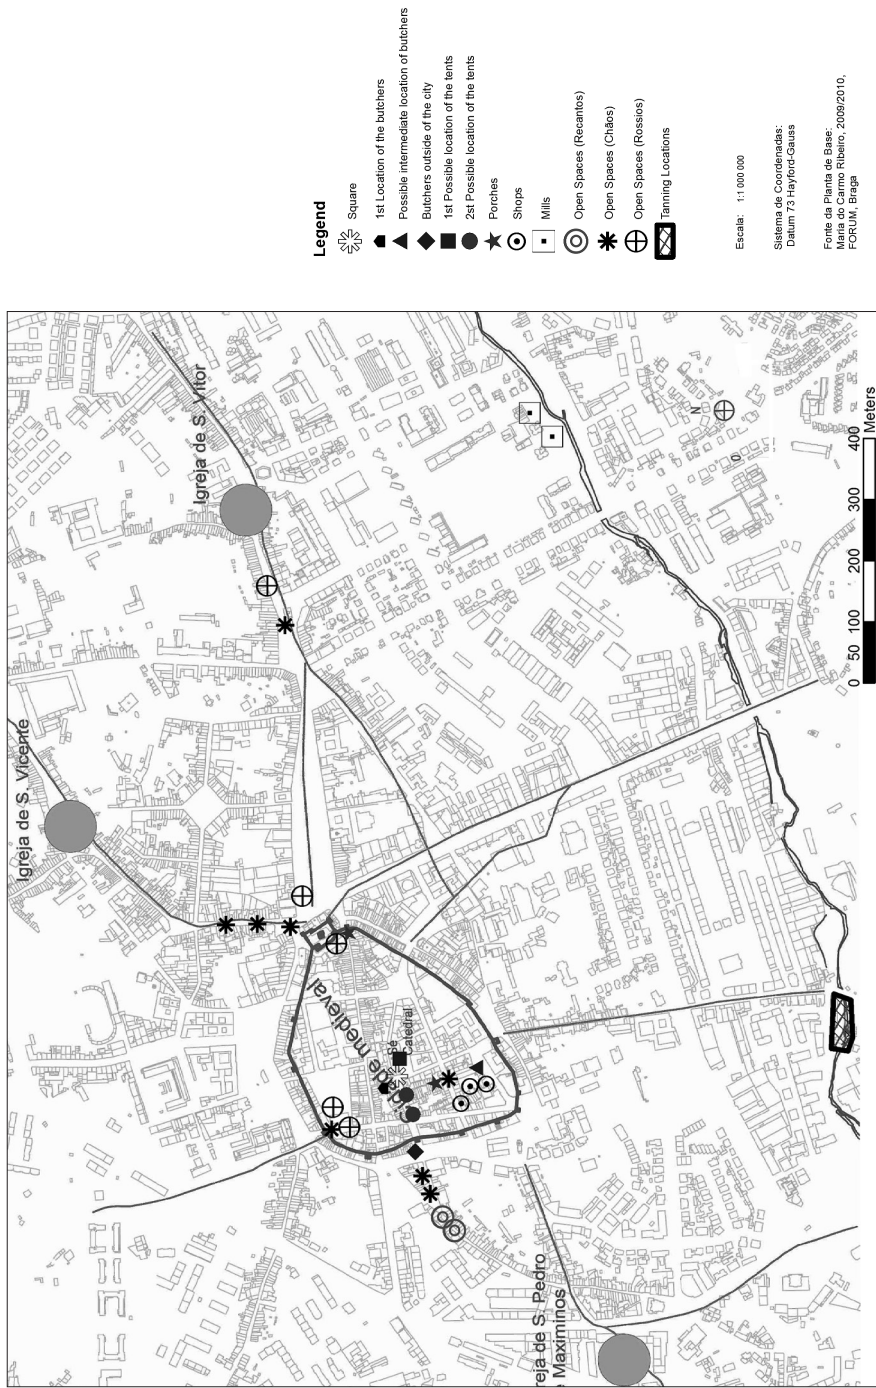 Legend
Square
1st Location of the butchers
Possible intermediate location of butchers
Butchers outside of the city
1st Possible location of the tents
2st Possible location of the tents
Porches
Shops
Mills
Open Spaces (Recantos)
Open Spaces (Chãos)
Open Spaces (Rossios)
Tanning Locations
Escala: 1:1 000 000
Sistema de Coordenadas:
Datum 73 Hayford-Gauss
Fonte da Planta de Base:
Maria do Carmo Ribeiro, 2009/2010,
FORUM, Braga
Igreja de S. Vicente
Igreja de S. Vitor
Cidade medieval
Sé
Catedral
reja de S. Pedro
Maximinos
N
0
0 50 100 200 300 400
Meters